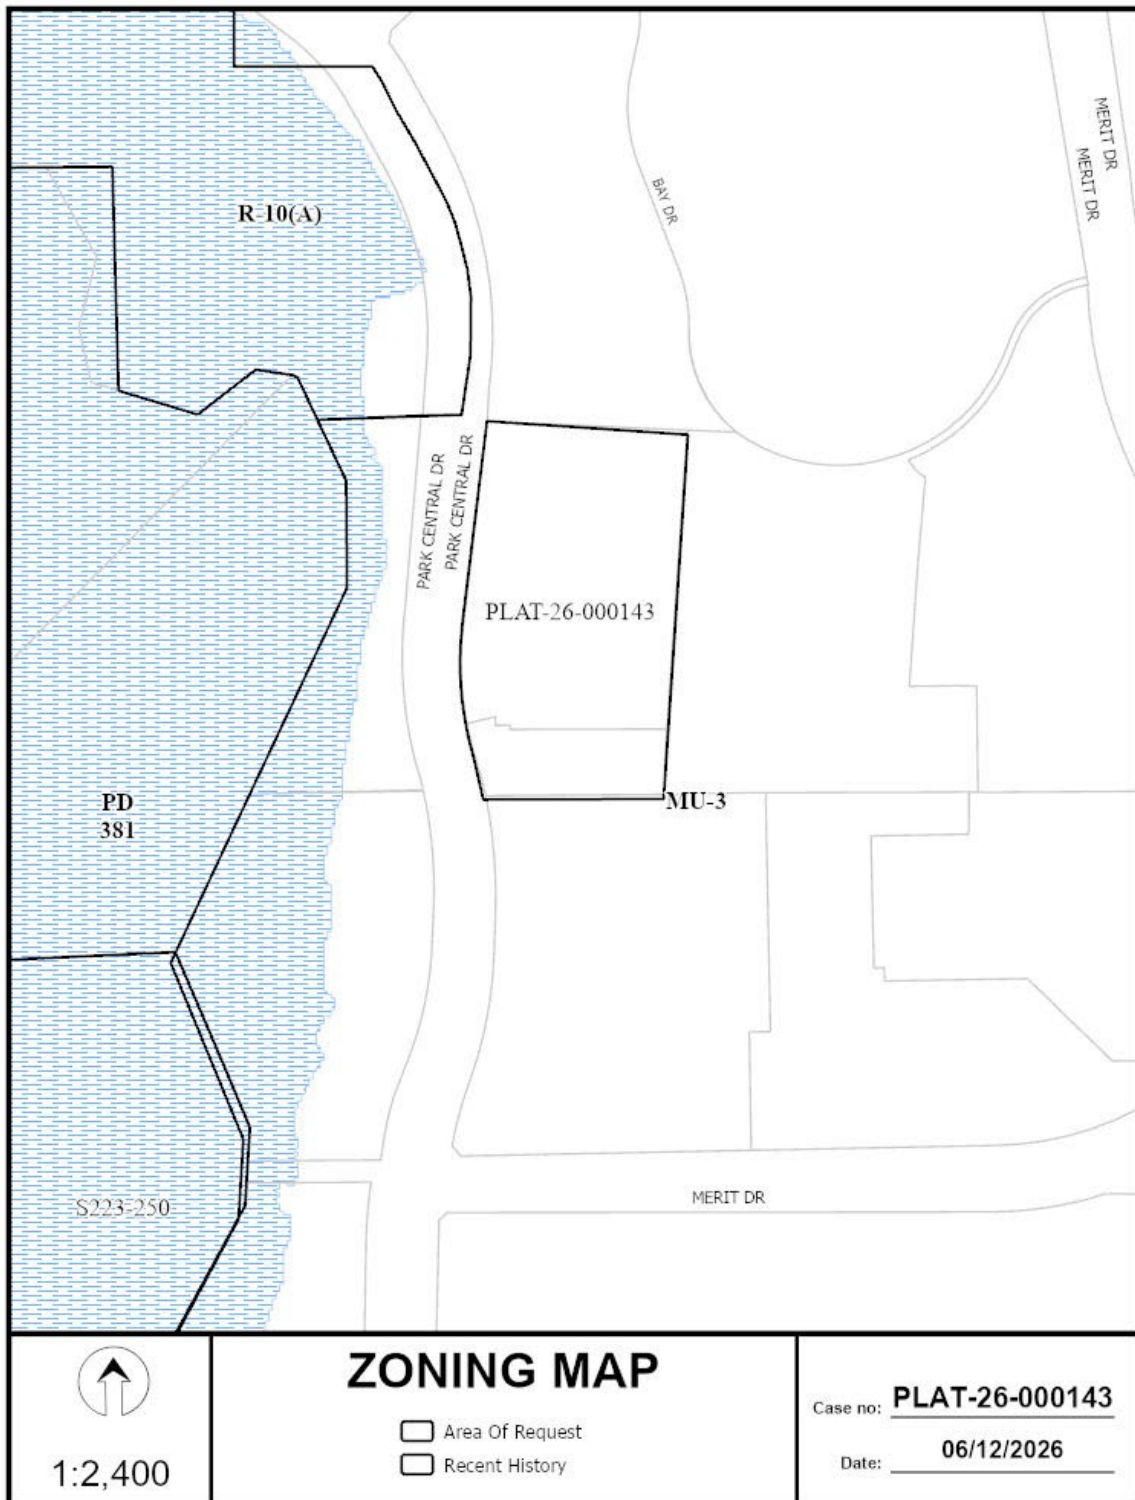 MERIT DR
MERIT DR
BAY DR
R-10(A)
PARK CENTRAL DR
PARK CENTRAL DR
PLAT-26-000143
PD
381
MU-3
S223-250
MERIT DR
1:2,400
ZONING MAP
Area Of Request
Recent History
Case no: PLAT-26-000143
Date: 06/12/2026